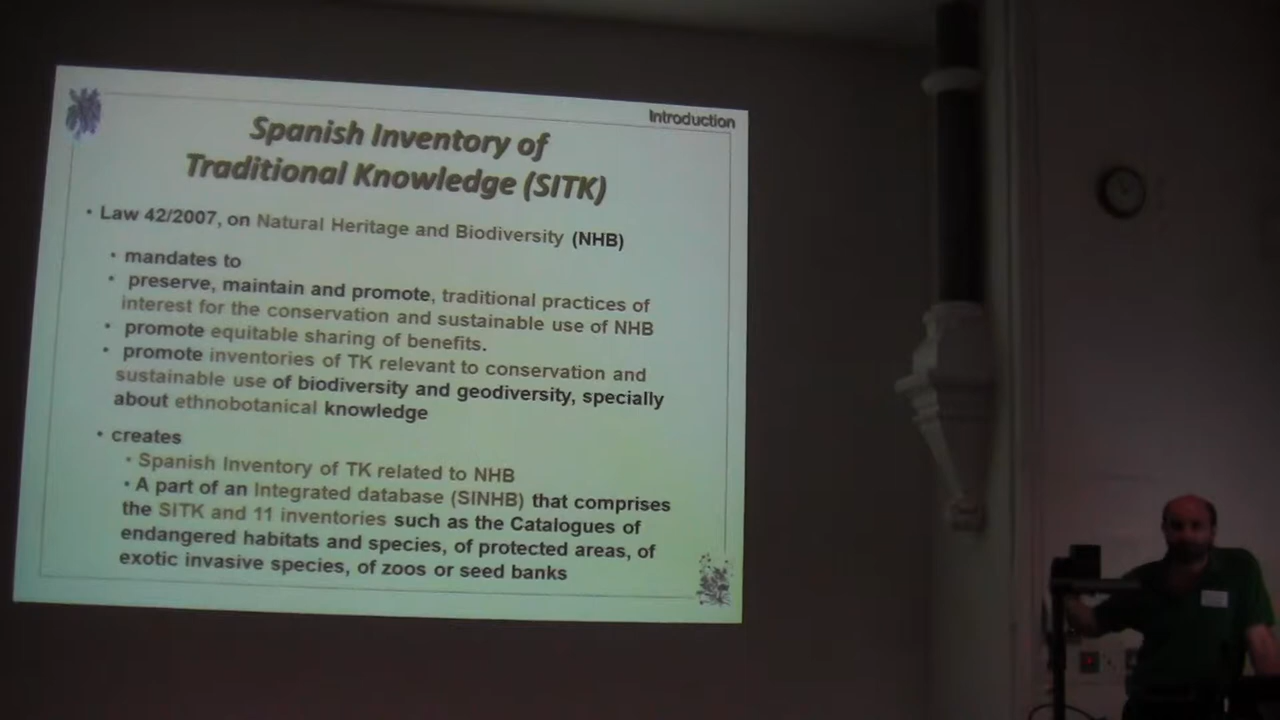 Introduction
Spanish Inventory of
Traditional Knowledge (SITK)
• Law 42/2007, on Natural Heritage and Biodiversity (NHB)
• mandates to
• preserve, maintain and promote, traditional practices of
interest for the conservation and sustainable use of NHB
• promote equitable sharing of benefits.
• promote inventories of TK relevant to conservation and
sustainable use of biodiversity and geodiversity, specially
about ethnobotanical knowledge
• creates
• Spanish Inventory of TK related to NHB
• A part of an Integrated database (SINHB) that comprises
the SITK and 11 inventories such as the Catalogues of
endangered habitats and species, of protected areas, of
exotic invasive species, of zoos or seed banks